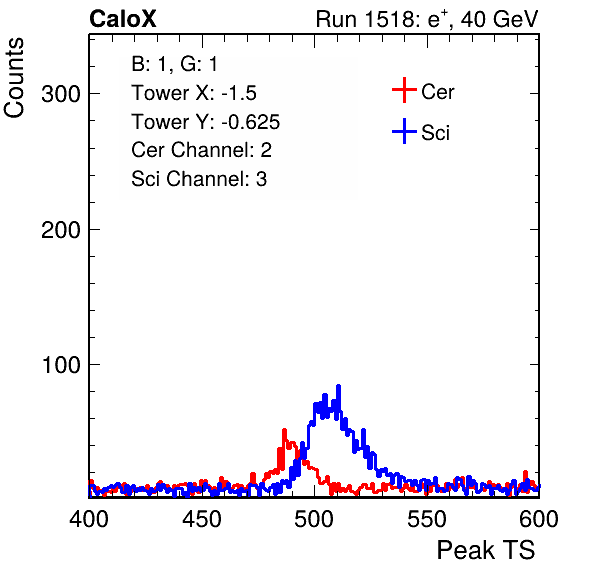 CaloX Run 1518: e⁺, 40 GeV
Counts
B: 1, G: 1
Tower X: -1.5
Tower Y: -0.625
Cer Channel: 2
Sci Channel: 3
Cer
Sci
300
200
100
400 450 500 550 600
Peak TS